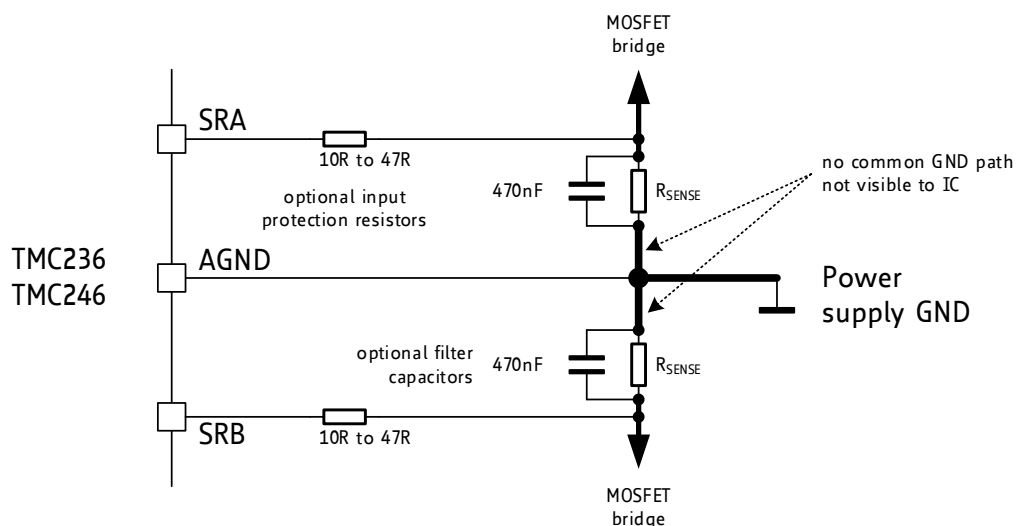 MOSFET
bridge
SRA
10R to 47R
optional input
protection resistors
470nF
RSENSE
no common GND path
not visible to IC
TMC236
TMC246
AGND
Power
supply GND
optional filter
capacitors
470nF
RSENSE
SRB
10R to 47R
MOSFET
bridge